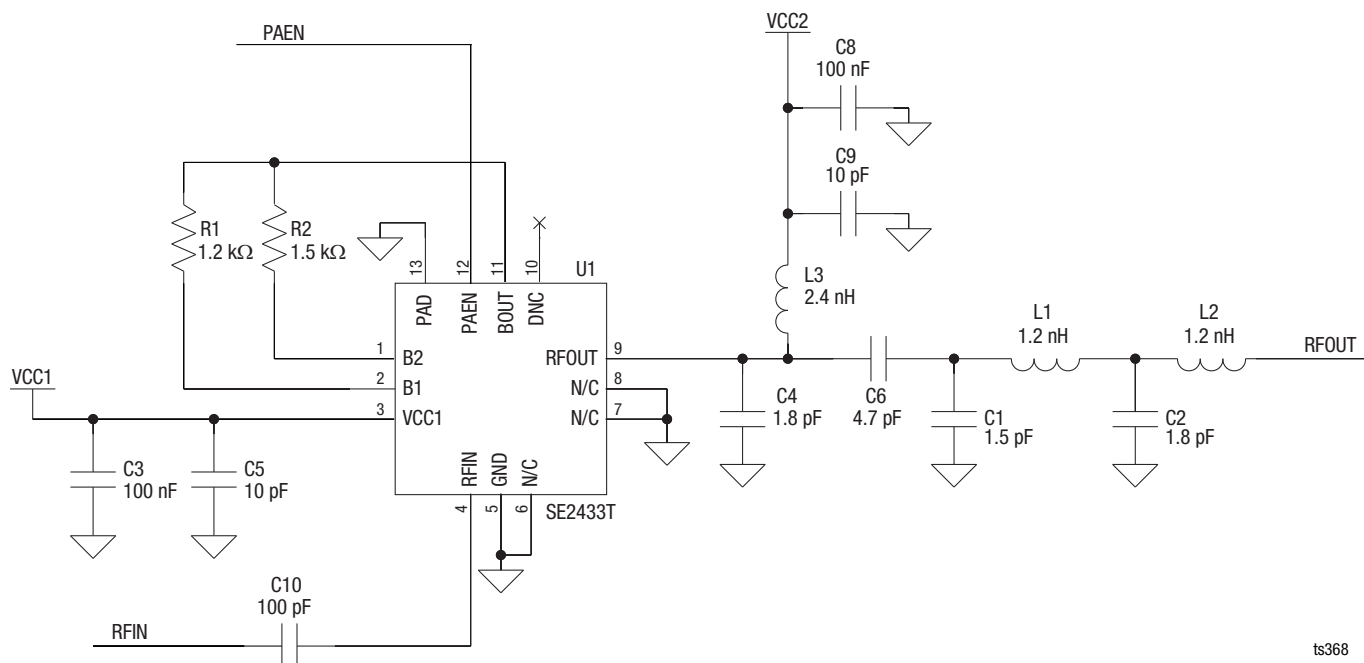 PAEN
VCC2
C8
100 nF
C9
10 pF
R1
1.2 kΩ
R2
1.5 kΩ
13
12
11
10
U1
PAD
PAEN
BOUT
DNC
L3
2.4 nH
L1
1.2 nH
L2
1.2 nH
RFOUT
1
B2
RFOUT
9
2
B1
N/C
8
VCC1
3
VCC1
N/C
7
C4
1.8 pF
C6
4.7 pF
C1
1.5 pF
C2
1.8 pF
C3
100 nF
C5
10 pF
RFIN
GND
N/C
4
5
6
SE2433T
C10
100 pF
RFIN
ts368